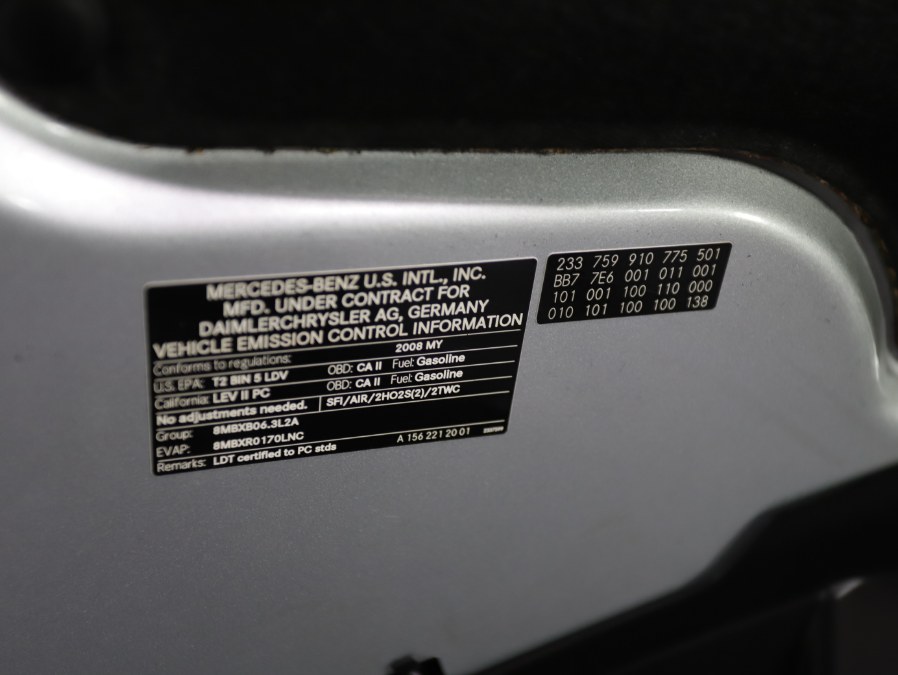 MERCEDES-BENZ U.S. INTL., INC.
MFD. UNDER CONTRACT FOR
DAIMLERCHRYSLER AG, GERMANY
VEHICLE EMISSION CONTROL INFORMATION
Conforms to regulations: 2008 MY
U.S. EPA: T2 BIN 5 LDV OBD: CA II Fuel: Gasoline
California: LEV II PC OBD: CA II Fuel: Gasoline
No adjustments needed. SFI/AIR/2HO2S(2)/2TWC
Group: 8MBXB06.3L2A
EVAP: 8MBXR0170LNC
Remarks: LDT certified to PC stds A 156 221 20 01
233 759 910 775 501
BB7 7E6 001 011 001
101 001 100 110 000
010 101 100 100 138